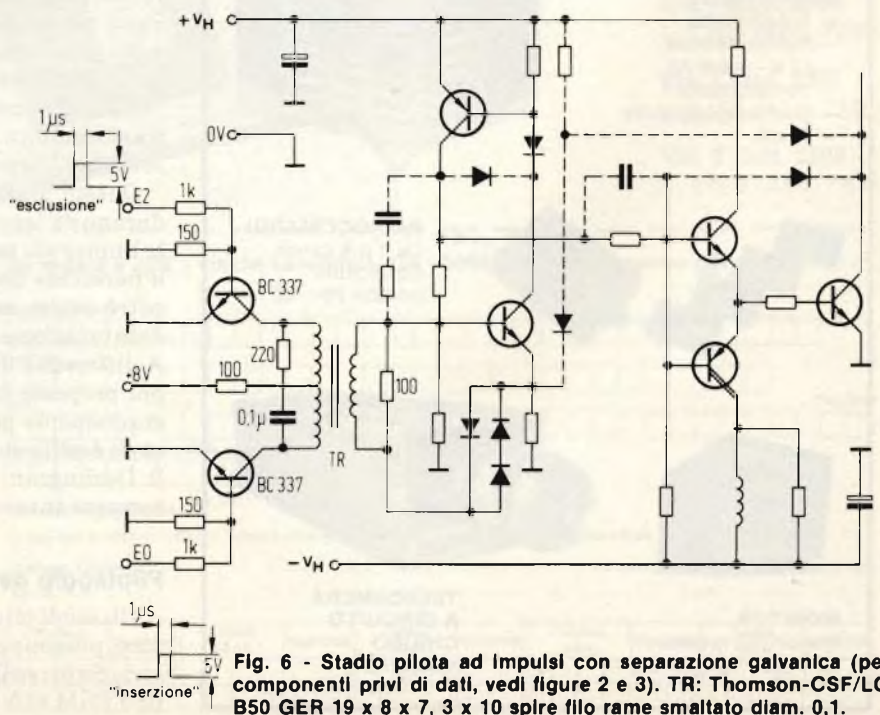 +VH
1µs
0V
5V
"esclusione"
E2
1k
150
BC 337
220
100
+8V
0,1µ
100
TR
BC 337
150
E0
1k
-VH
1µs
5V
"inserzione"
Fig. 6 - Stadio pilota ad impulsi con separazione galvanica (pe
componenti privi di dati, vedi figure 2 e 3). TR: Thomson-CSF/LC
B50 GER 19 x 8 x 7, 3 x 10 spire filo rame smaltato diam. 0,1.